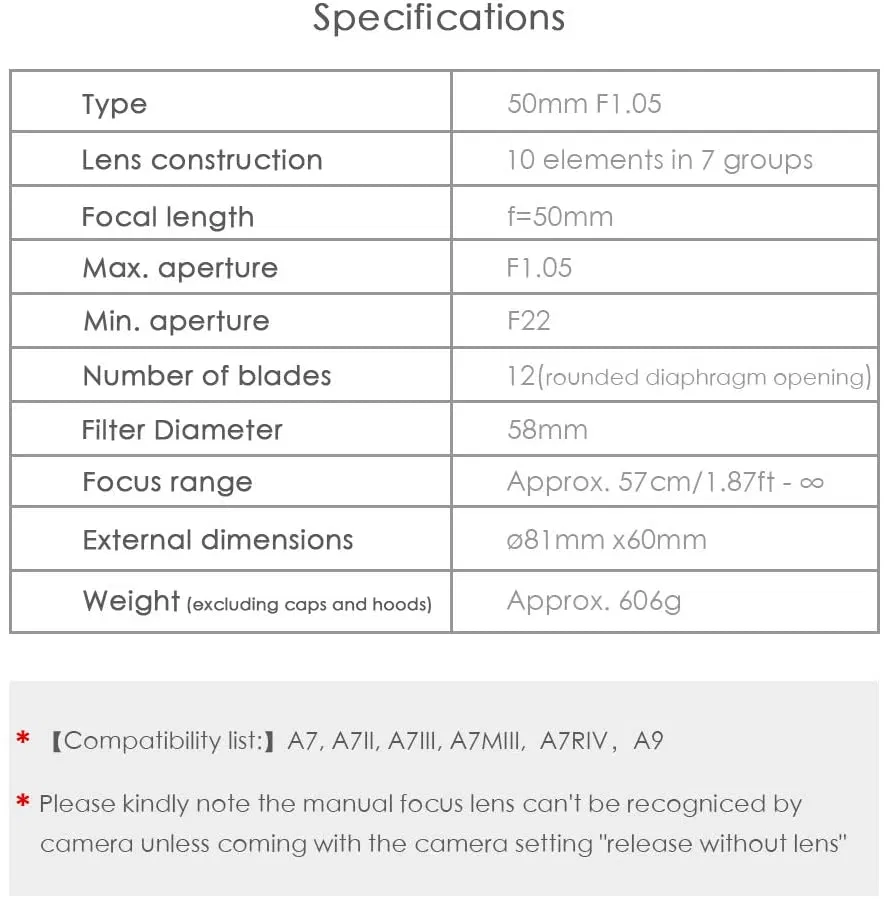 Specifications
Type 50mm F1.05
Lens construction 10 elements in 7 groups
Focal length f=50mm
Max. aperture F1.05
Min. aperture F22
Number of blades 12(rounded diaphragm opening)
Filter Diameter 58mm
Focus range Approx. 57cm/1.87ft - ∞
External dimensions ø81mm x60mm
Weight (excluding caps and hoods) Approx. 606g
* 【Compatibility list:】 A7, A7II, A7III, A7MIII, A7RIV， A9
* Please kindly note the manual focus lens can't be recogniced by
camera unless coming with the camera setting "release without lens"